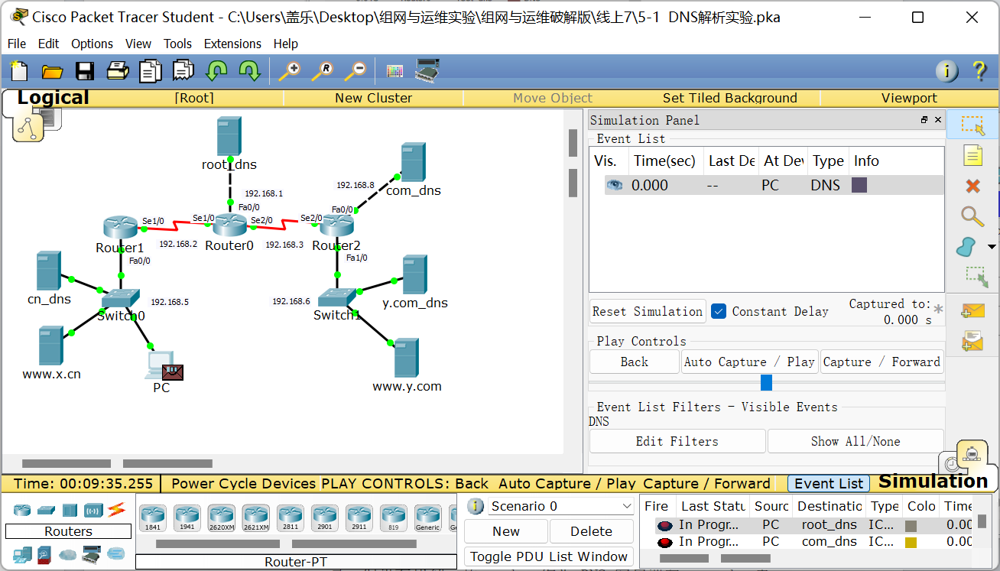 Cisco Packet Tracer Student - C:\Users\盖乐\Desktop\组网与运维实验\组网与运维破解版\线上7\5-1 DNS解析实验.pka
File Edit Options View Tools Extensions Help
Logical [Root] New Cluster Move Object Set Tiled Background Viewport
root_dns
192.168.1
Fa0/0
192.168.8
com_dns
Fa0/0
Se1/0
Se1/0
Se2/0
Se2/0
Router1
192.168.2
Router0
192.168.3
Router2
Fa0/0
Fa1/0
cn_dns
192.168.5
Switch0
192.168.6
Switch1
y.com_dns
www.x.cn
PC
www.y.com
Simulation Panel
Event List
Vis. Time(sec) Last De At Dev Type Info
0.000 -- PC DNS
Reset Simulation Constant Delay Captured to: *
0.000 s
Play Controls
Back Auto Capture / Play Capture / Forward
Event List Filters - Visible Events
DNS
Edit Filters Show All/None
Time: 00:09:35.255 Power Cycle Devices PLAY CONTROLS: Back Auto Capture / Play Capture / Forward Event List Simulation
Routers
1841 1941 2620XM 2621XM 2811 2901 2911 819 Generic Ge
Router-PT
Scenario 0
New Delete
Toggle PDU List Window
Fire Last Statu Sourc Destinatio Type Colo Time
In Progr... PC root_dns IC... 0.00
In Progr... PC com_dns IC... 0.00